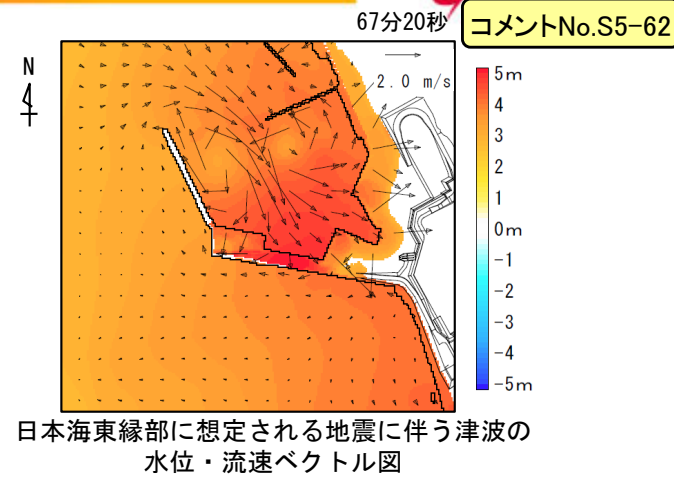 67分20秒
コメントNo.S5-62
N
2.0 m/s
5m
4
3
2
1
0m
-1
-2
-3
-4
-5m
日本海東縁部に想定される地震に伴う津波の
水位・流速ベクトル図